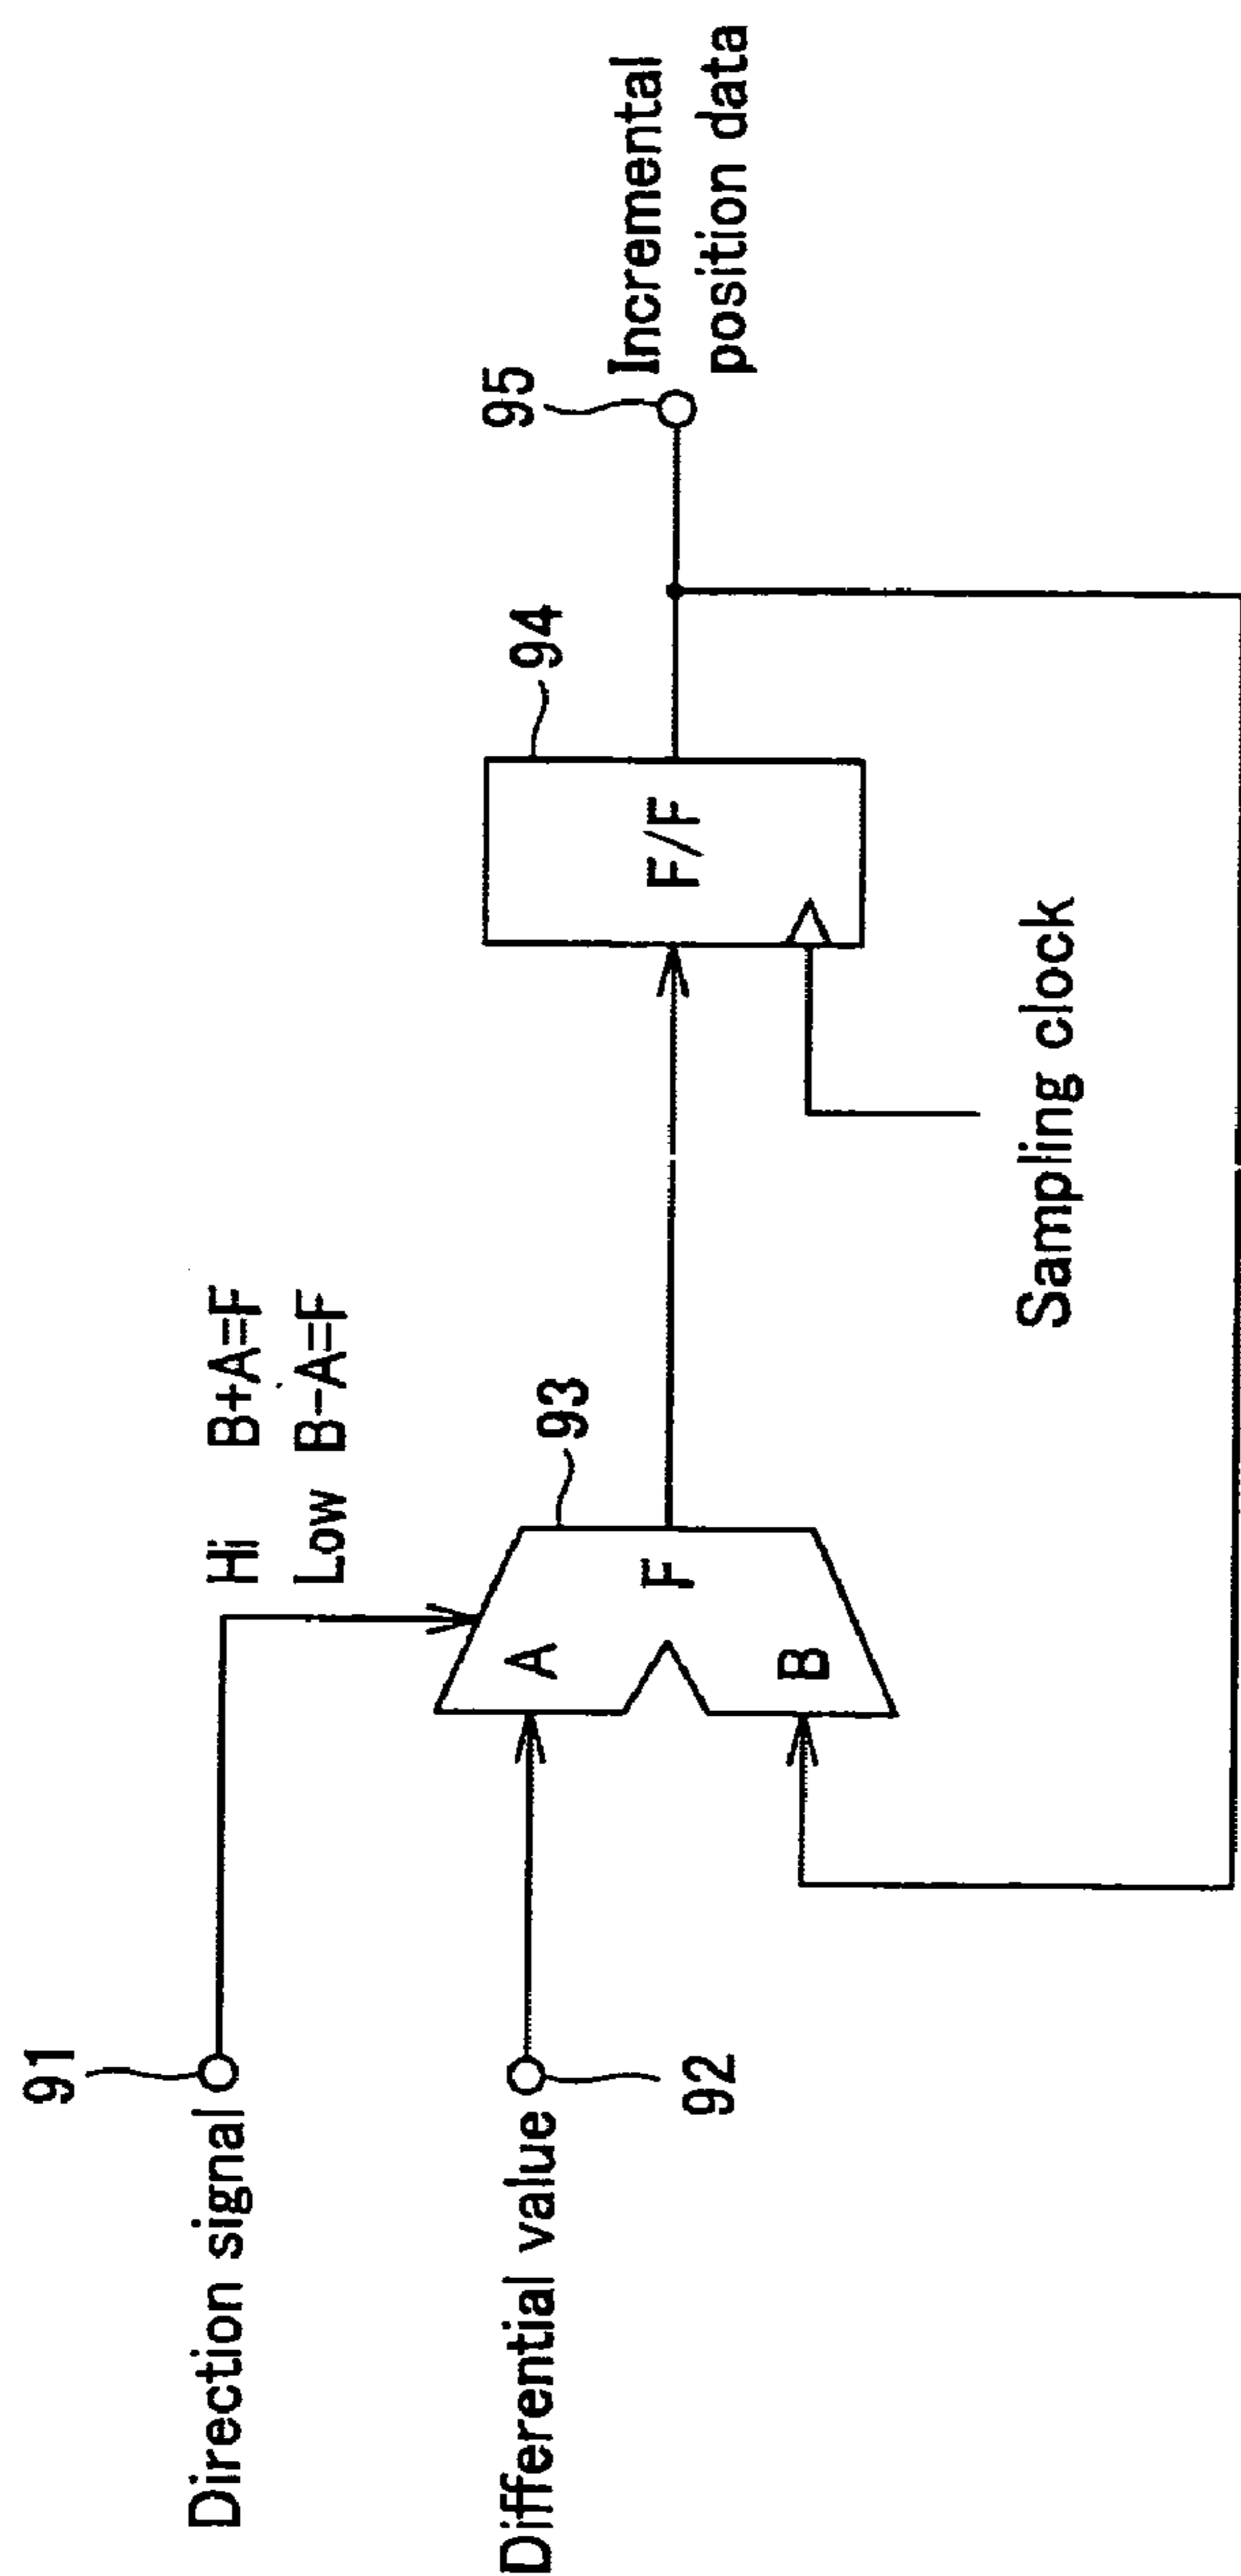 91
Direction signal
Hi B+A=F
Low B-A=F
95
Incremental
position data
94
93
A
F
B
F/F
Differential value
92
Sampling clock